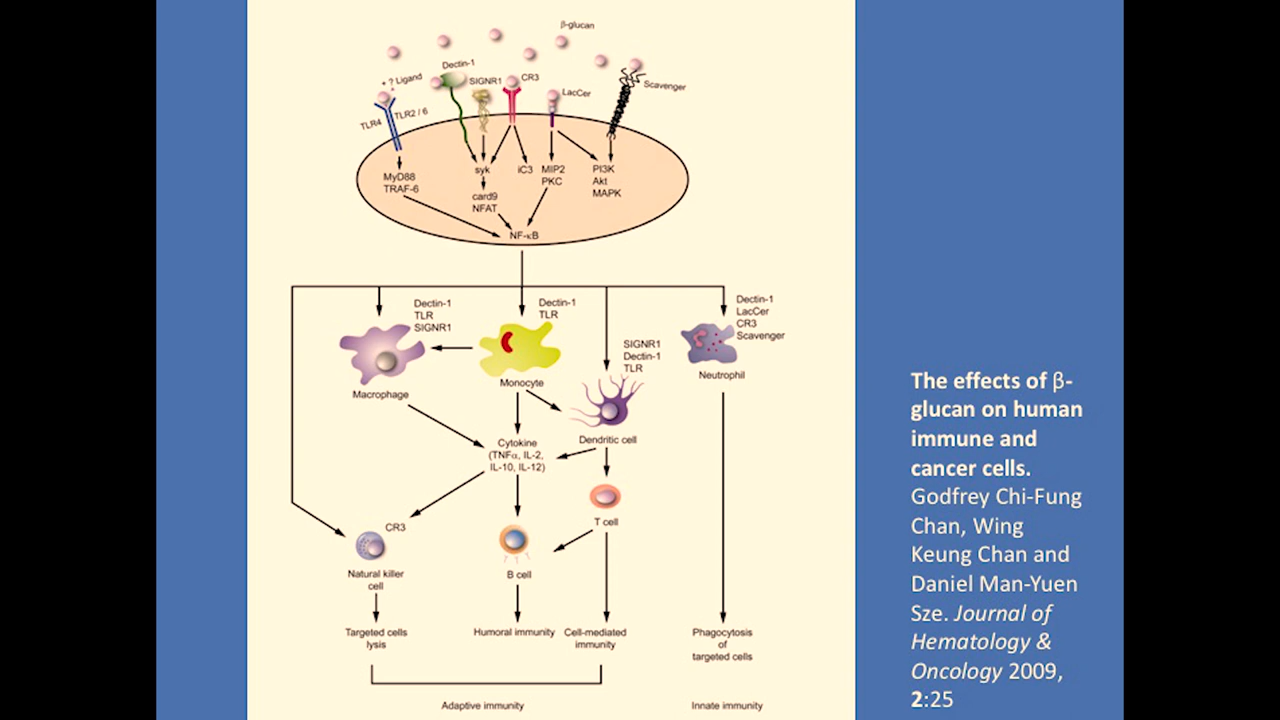 β-glucan
Dectin-1
+ ? Ligand
+
SIGNR1
CR3
LacCer
Scavenger
TLR4
TLR2 / 6
MyD88
TRAF-6
syk
card9
NFAT
iC3
MIP2
PKC
PI3K
Akt
MAPK
NF-κB
Dectin-1
TLR
SIGNR1
Macrophage
Dectin-1
TLR
Monocyte
SIGNR1
Dectin-1
TLR
Dendritic cell
Dectin-1
LacCer
CR3
Scavenger
Neutrophil
Cytokine
(TNFα, IL-2,
IL-10, IL-12)
T cell
CR3
Natural killer
cell
B cell
Targeted cells
lysis
Humoral immunity
Cell-mediated
immunity
Phagocytosis
of
targeted cells
Adaptive immunity
Innate immunity
The effects of β-
glucan on human
immune and
cancer cells.
Godfrey Chi-Fung
Chan, Wing
Keung Chan and
Daniel Man-Yuen
Sze. Journal of
Hematology &
Oncology 2009,
2:25